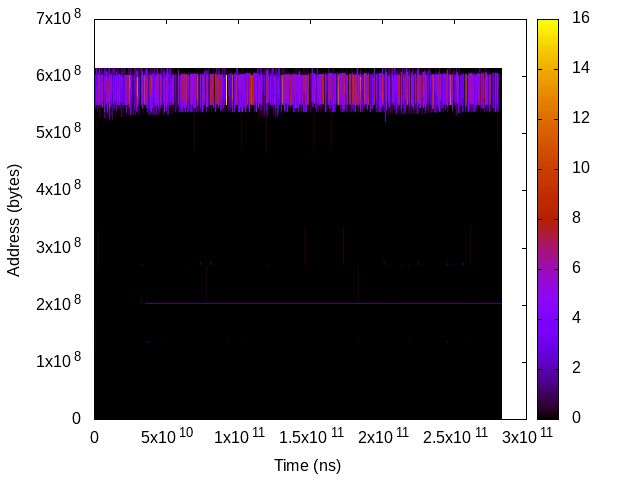 7x10^8
6x10^8
5x10^8
4x10^8
3x10^8
2x10^8
1x10^8
0
Address (bytes)
0 5x10^10 1x10^11 1.5x10^11 2x10^11 2.5x10^11 3x10^11
Time (ns)
16
14
12
10
8
6
4
2
0